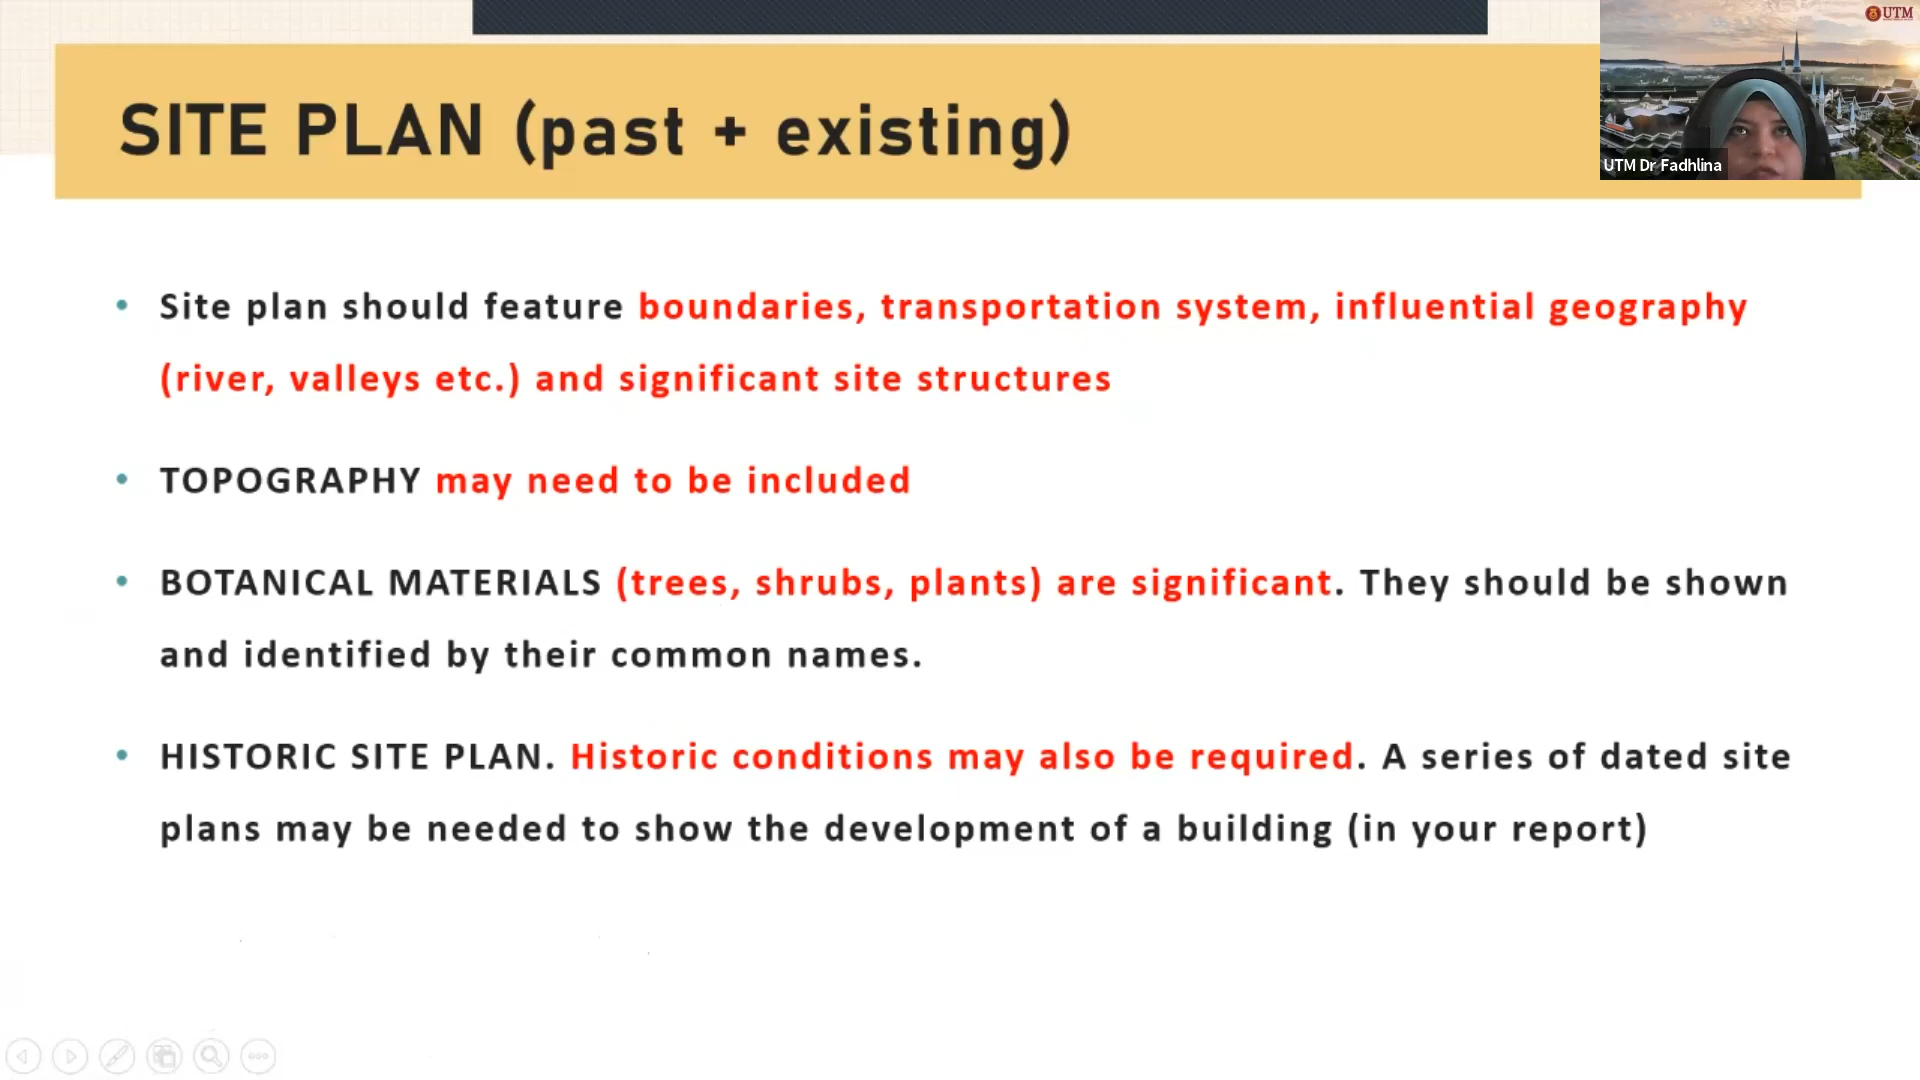 SITE PLAN (past + existing)
UTM
UTM Dr Fadhlina
• Site plan should feature boundaries, transportation system, influential geography
(river, valleys etc.) and significant site structures
• TOPOGRAPHY may need to be included
• BOTANICAL MATERIALS (trees, shrubs, plants) are significant. They should be shown
and identified by their common names.
• HISTORIC SITE PLAN. Historic conditions may also be required. A series of dated site
plans may be needed to show the development of a building (in your report)